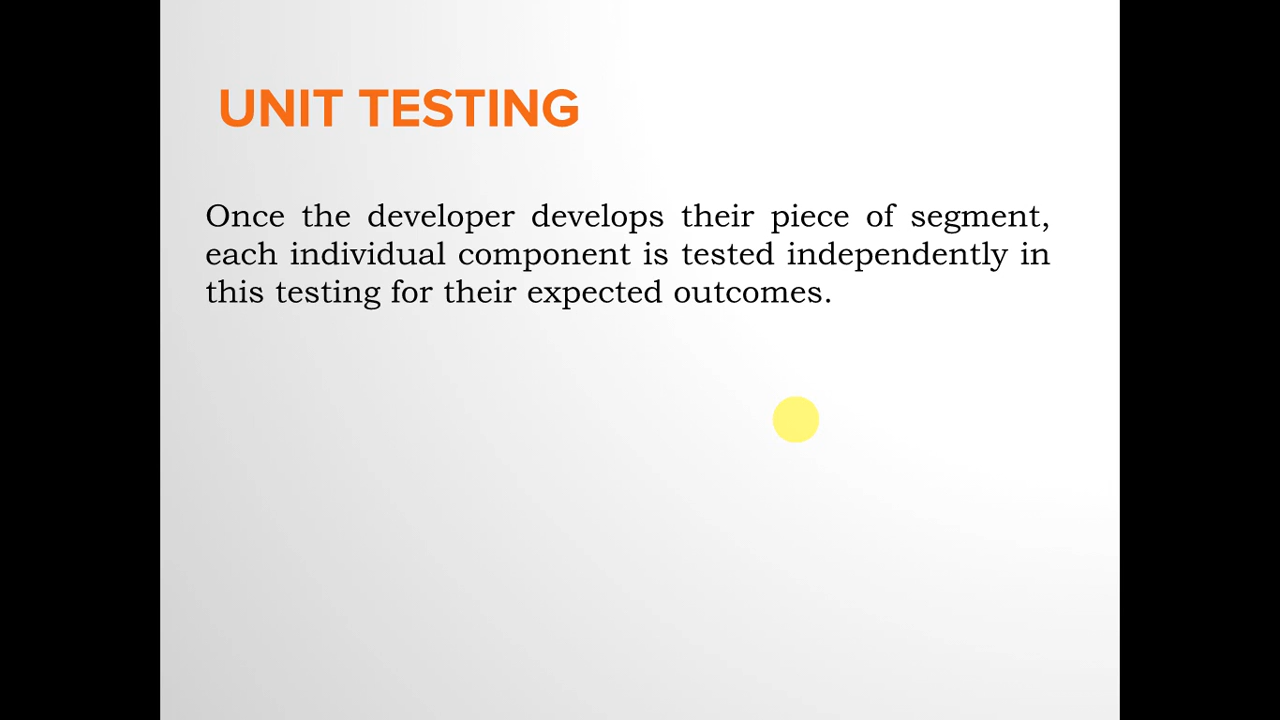 UNIT TESTING
Once the developer develops their piece of segment,
each individual component is tested independently in
this testing for their expected outcomes.